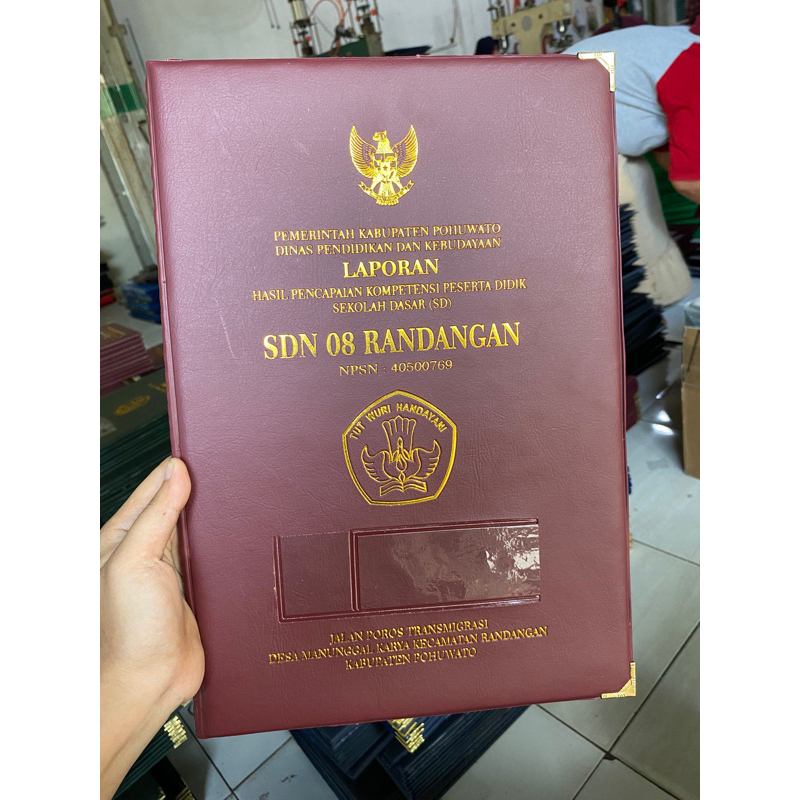 PEMERINTAH KABUPATEN POHUWATO
DINAS PENDIDIKAN DAN KEBUDAYAAN
LAPORAN
HASIL PENCAPAIAN KOMPETENSI PESERTA DIDIK
SEKOLAH DASAR (SD)
SDN 08 RANDANGAN
NPSN : 40500769
TUT WURI HANDAYANI
JALAN POROS TRANSMIGRASI
DESA MANUNGGAL KARYA KECAMATAN RANDANGAN
KABUPATEN POHUWATO